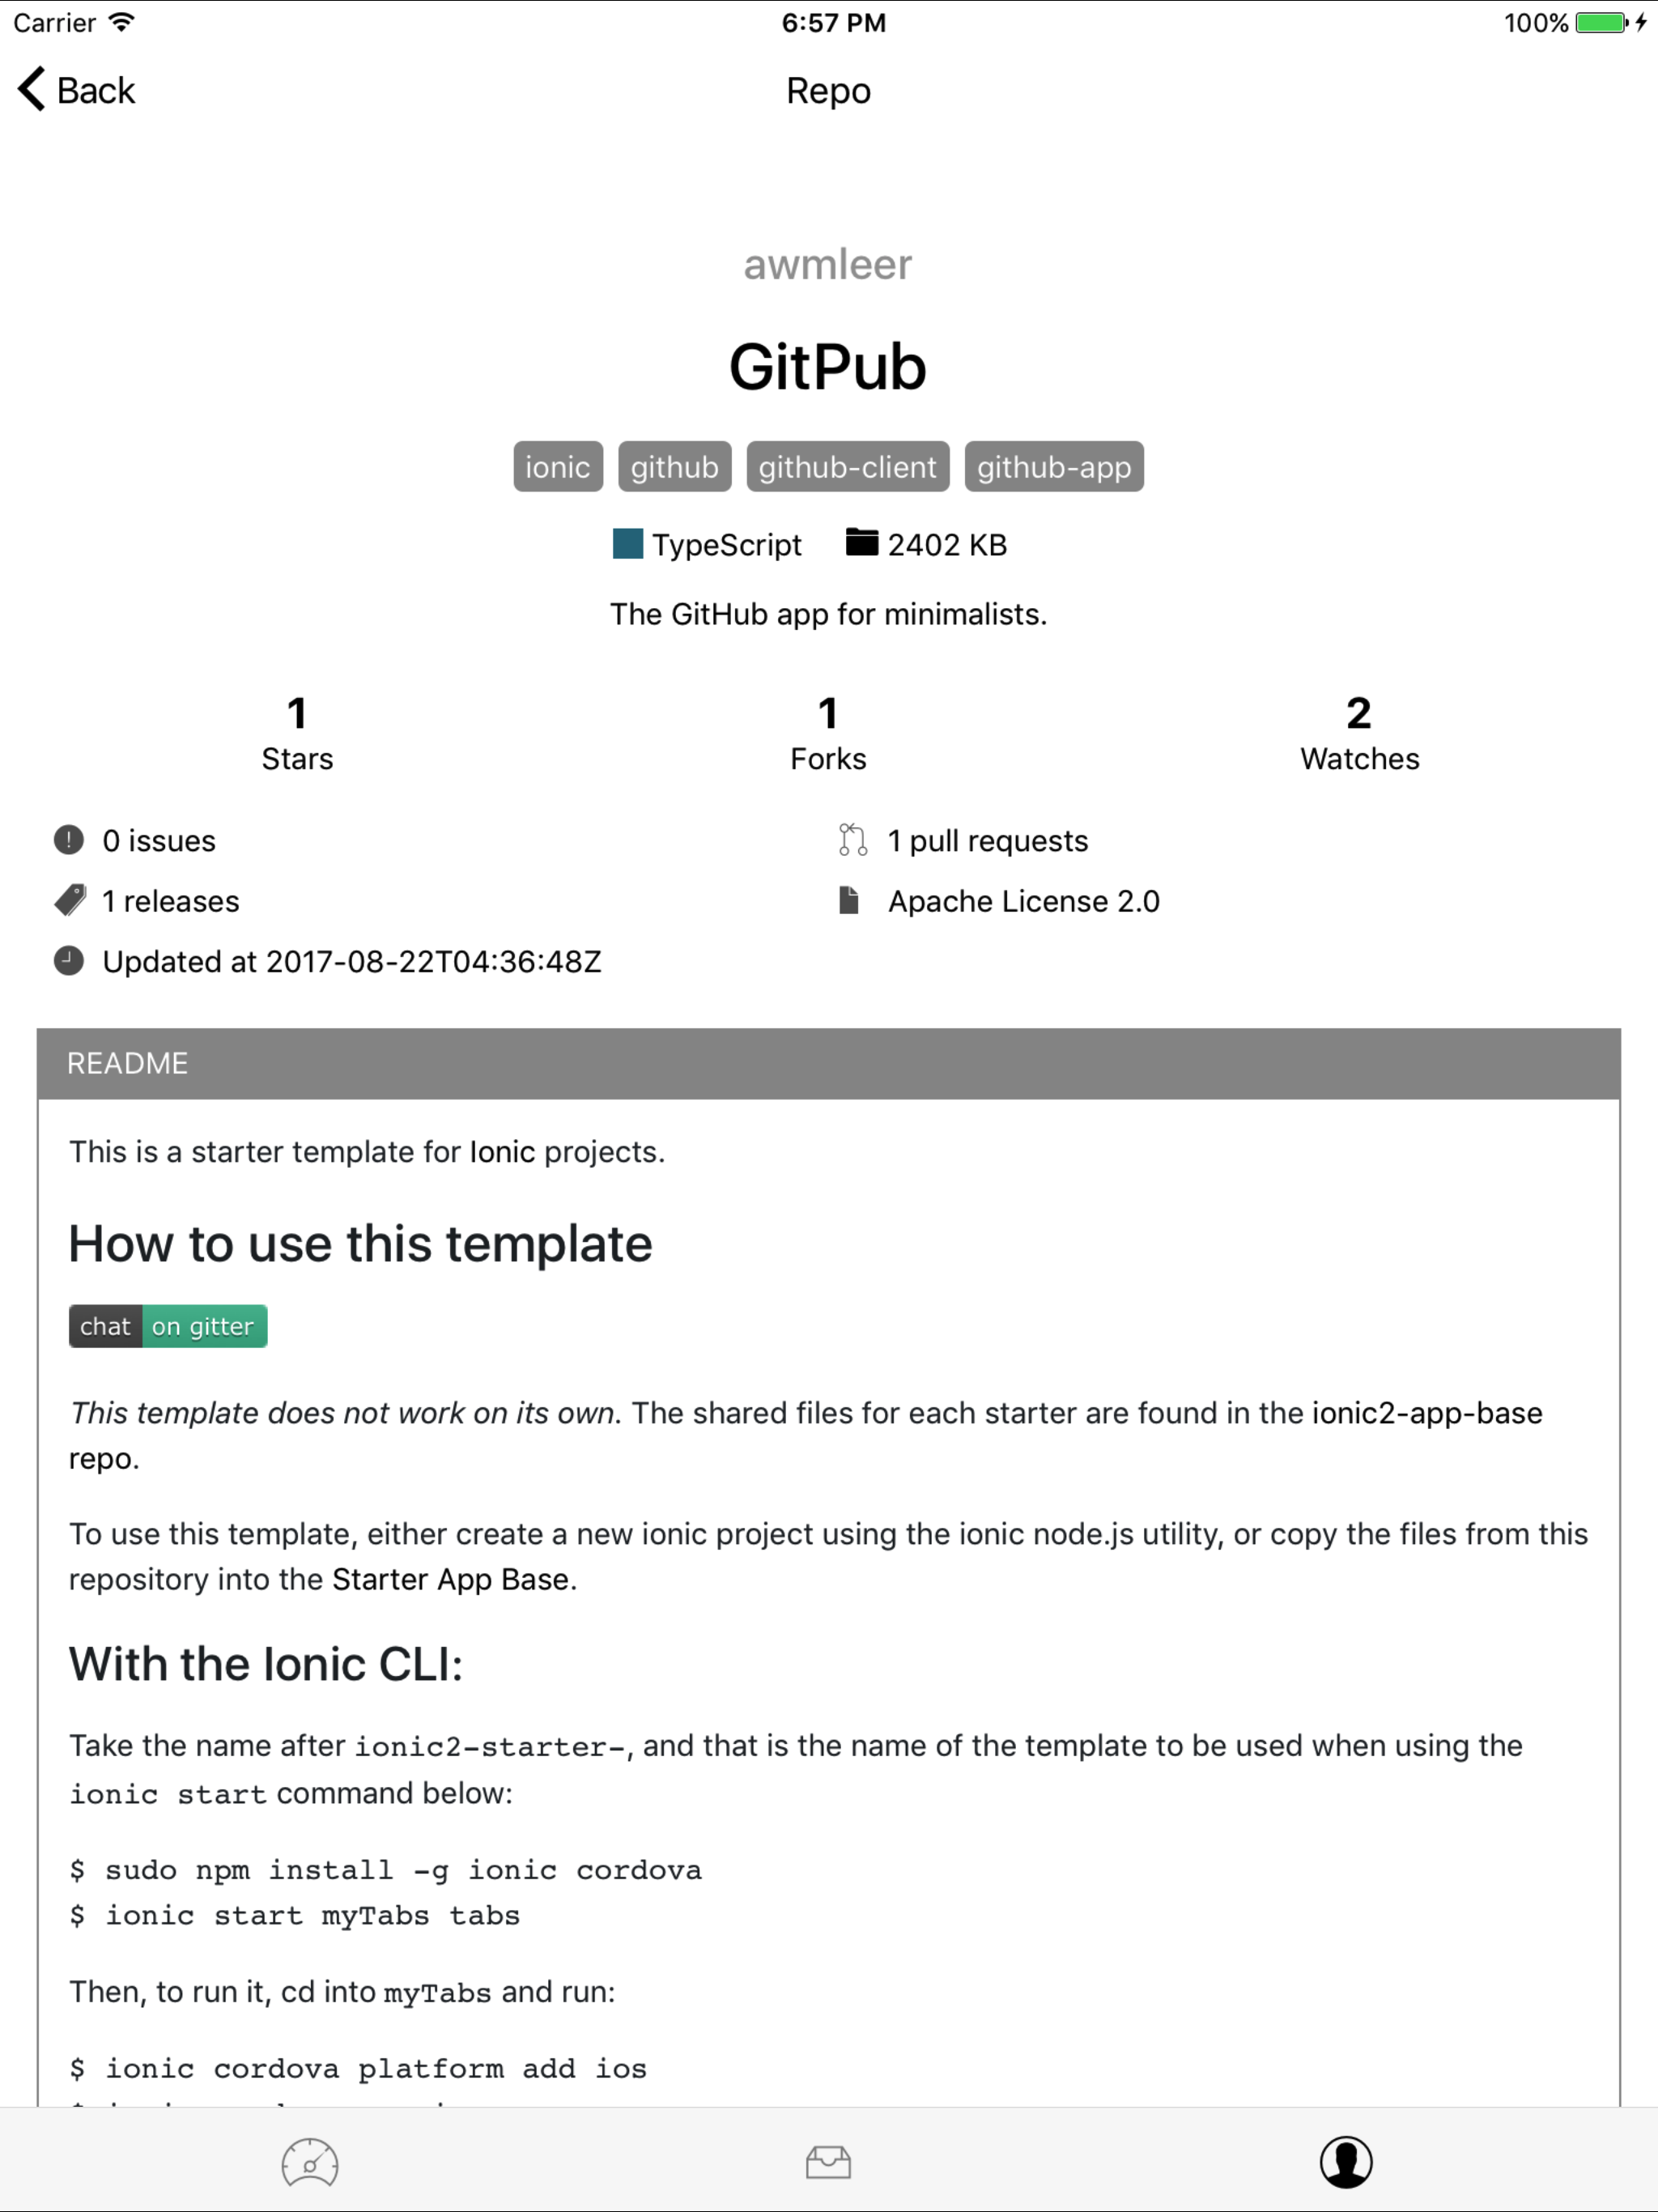 Carrier 6:57 PM 100%
Back Repo
awmleer
GitPub
ionic github github-client github-app
TypeScript 2402 KB
The GitHub app for minimalists.
1 1 2
Stars Forks Watches
0 issues 1 pull requests
1 releases Apache License 2.0
Updated at 2017-08-22T04:36:48Z
README
This is a starter template for Ionic projects.
How to use this template
chat on gitter
This template does not work on its own. The shared files for each starter are found in the ionic2-app-base
repo.
To use this template, either create a new ionic project using the ionic node.js utility, or copy the files from this
repository into the Starter App Base.
With the Ionic CLI:
Take the name after ionic2-starter-, and that is the name of the template to be used when using the
ionic start command below:
$ sudo npm install -g ionic cordova
$ ionic start myTabs tabs
Then, to run it, cd into myTabs and run:
$ ionic cordova platform add ios